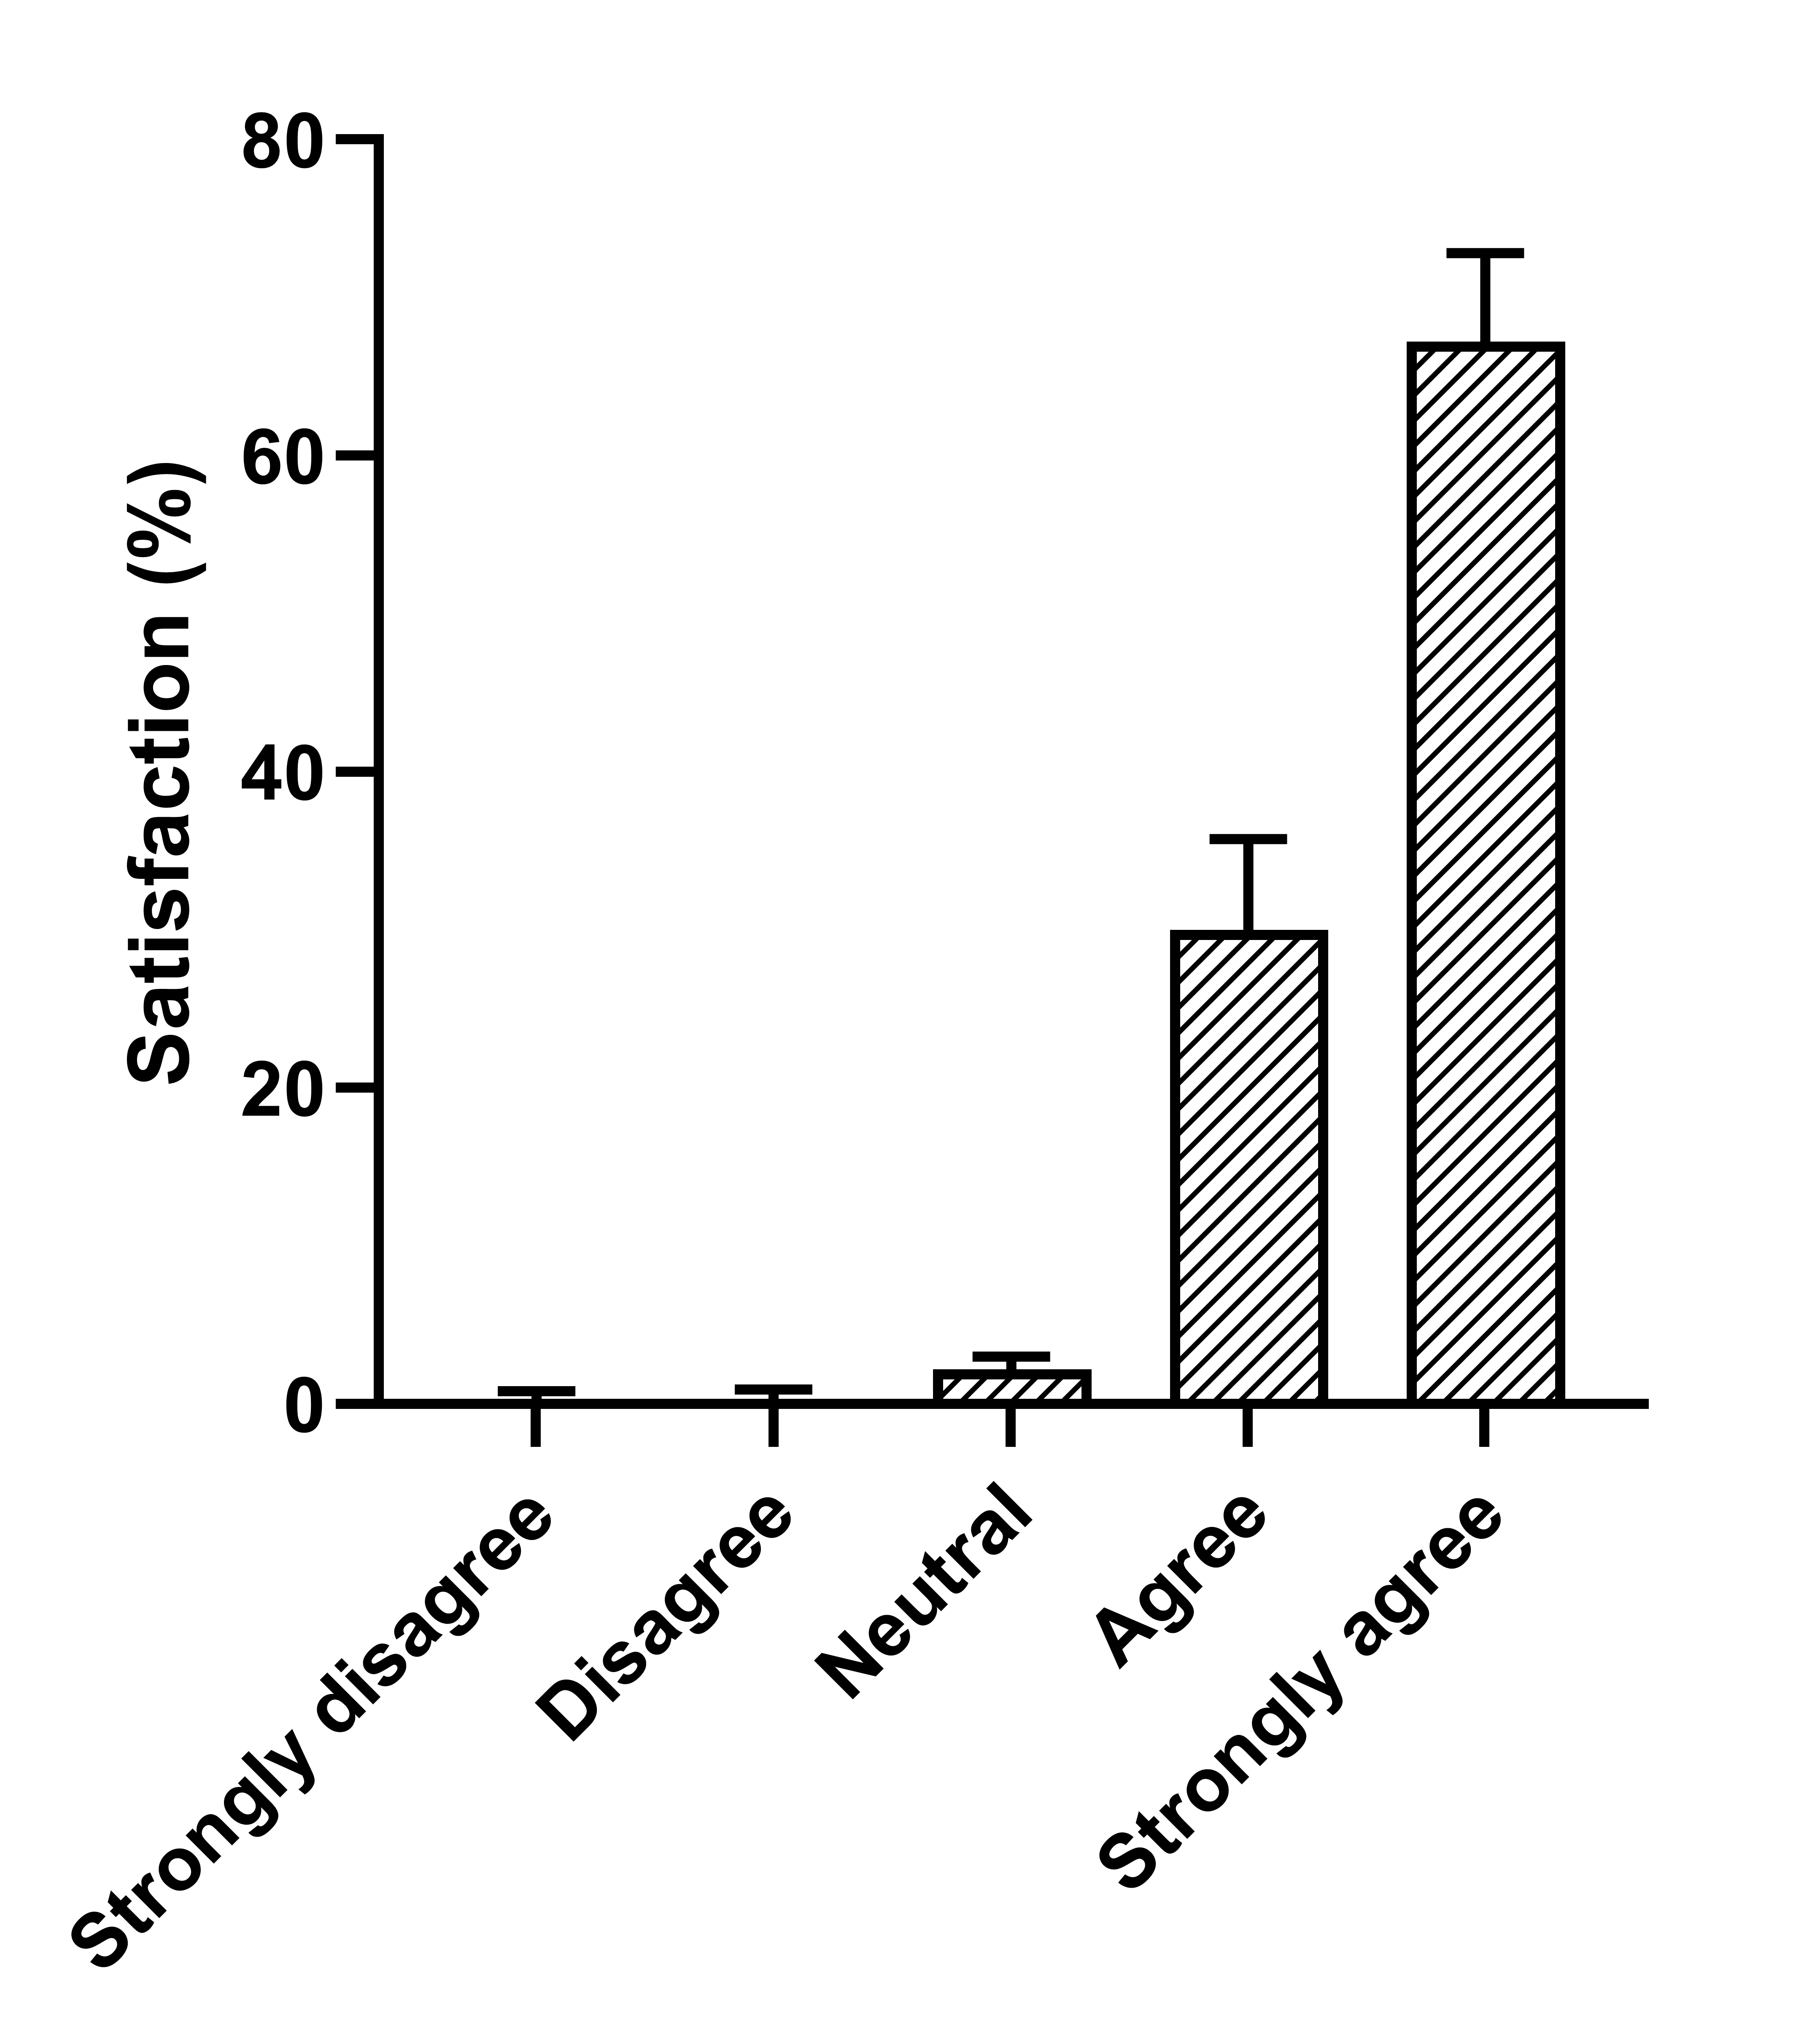 Satisfaction (%)
80
60
40
20
0
Strongly disagree
Disagree
Neutral
Agree
Strongly agree